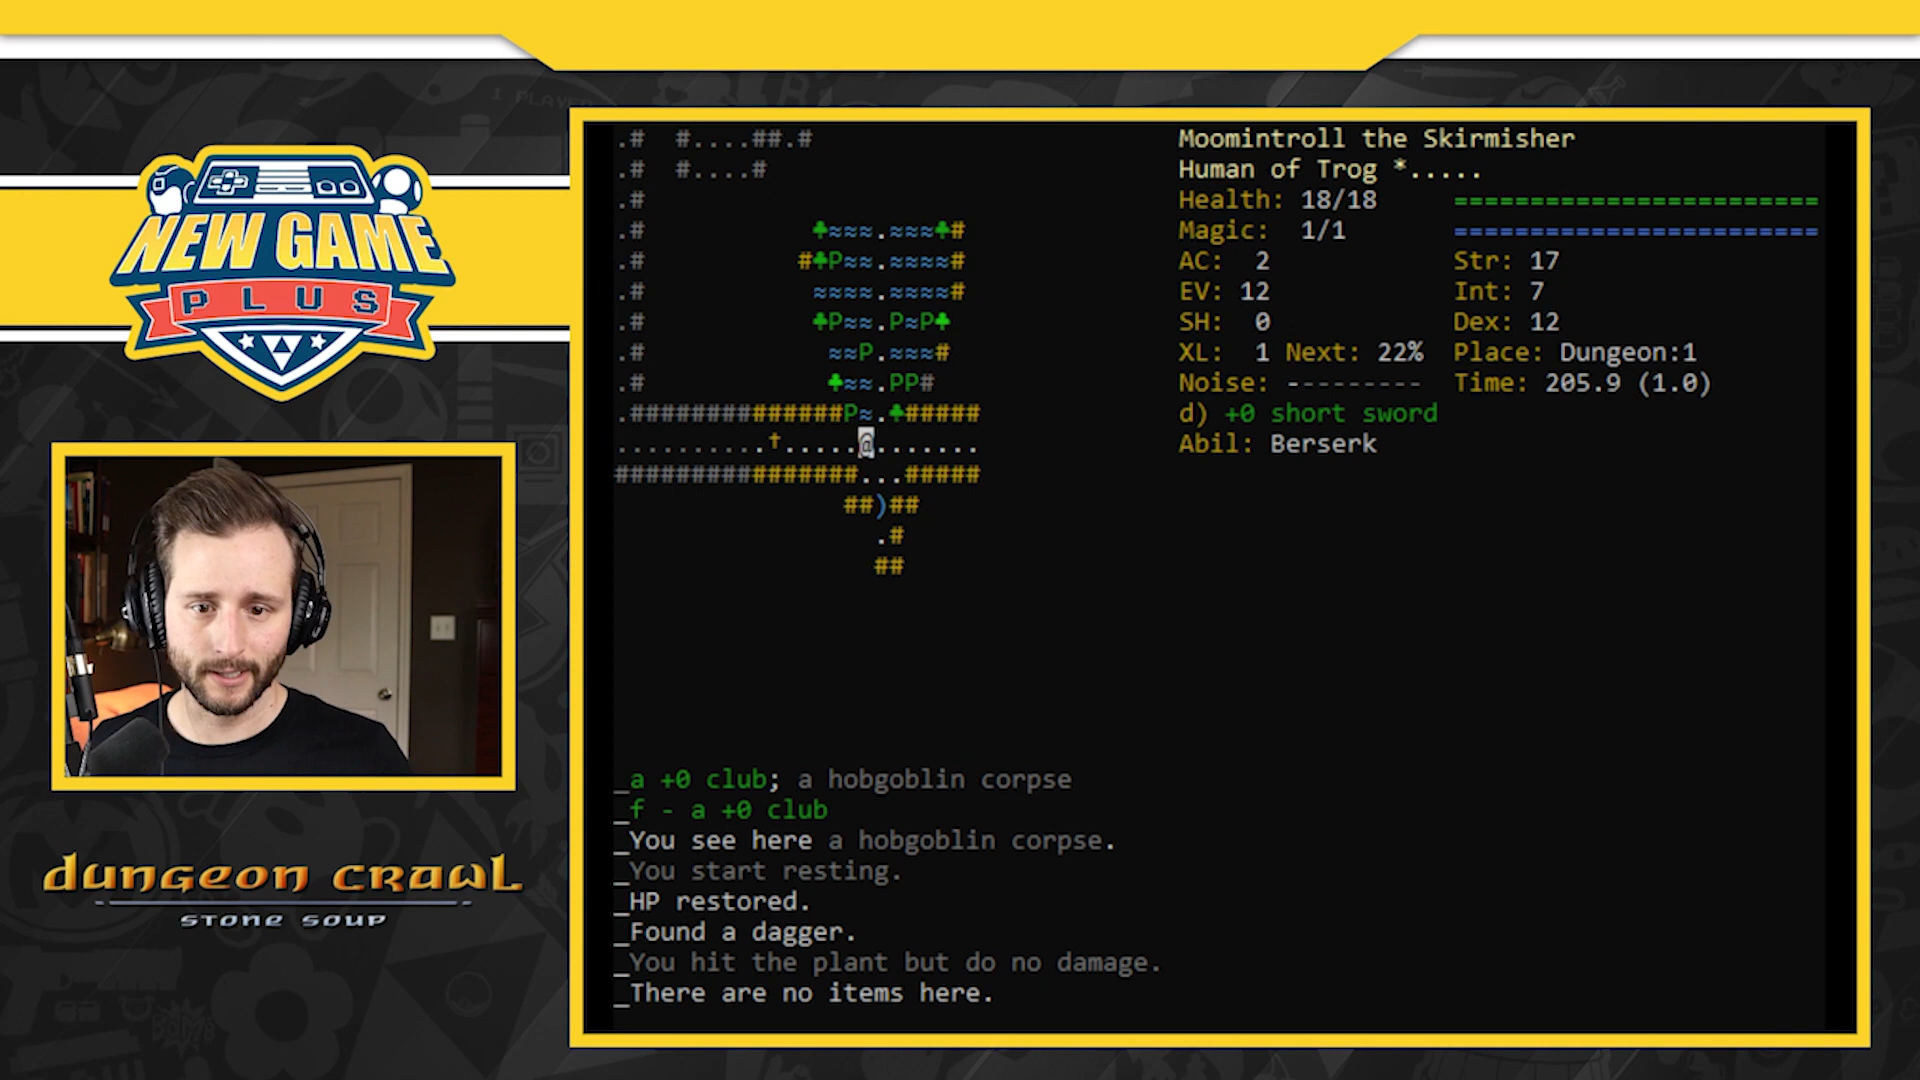 NEW GAME
PLUS
dungeon crawl
stone soup
.#  #....##.#
.#  #....#
.#
.#           ♣≈≈≈.≈≈≈♣#
.#          #♣P≈≈.≈≈≈≈#
.#           ≈≈≈≈.≈≈≈≈#
.#           ♣P≈≈.P≈P♣
.#            ≈≈P.≈≈≈#
.#            ♣≈≈.PP#
.##############P≈.♣#####
..........†.....@.......
################...#####
##)##
.#
##
Moomintroll the Skirmisher
Human of Trog *.....
Health: 18/18 ========================
Magic: 1/1 ========================
AC: 2 Str: 17
EV: 12 Int: 7
SH: 0 Dex: 12
XL: 1 Next: 22% Place: Dungeon:1
Noise: --------- Time: 205.9 (1.0)
d) +0 short sword
Abil: Berserk
_a +0 club; a hobgoblin corpse
_f - a +0 club
_You see here a hobgoblin corpse.
_You start resting.
_HP restored.
_Found a dagger.
_You hit the plant but do no damage.
_There are no items here.